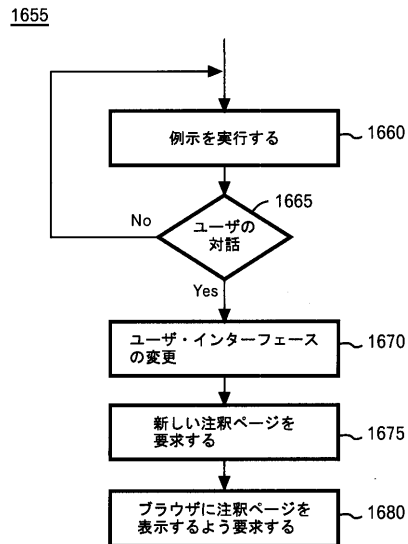 1655
例示を実行する
1660
1665
ユーザの
対話
No
Yes
ユーザ・インターフェース
の変更
1670
新しい注釈ページを
要求する
1675
ブラウザに注釈ページを
表示するよう要求する
1680